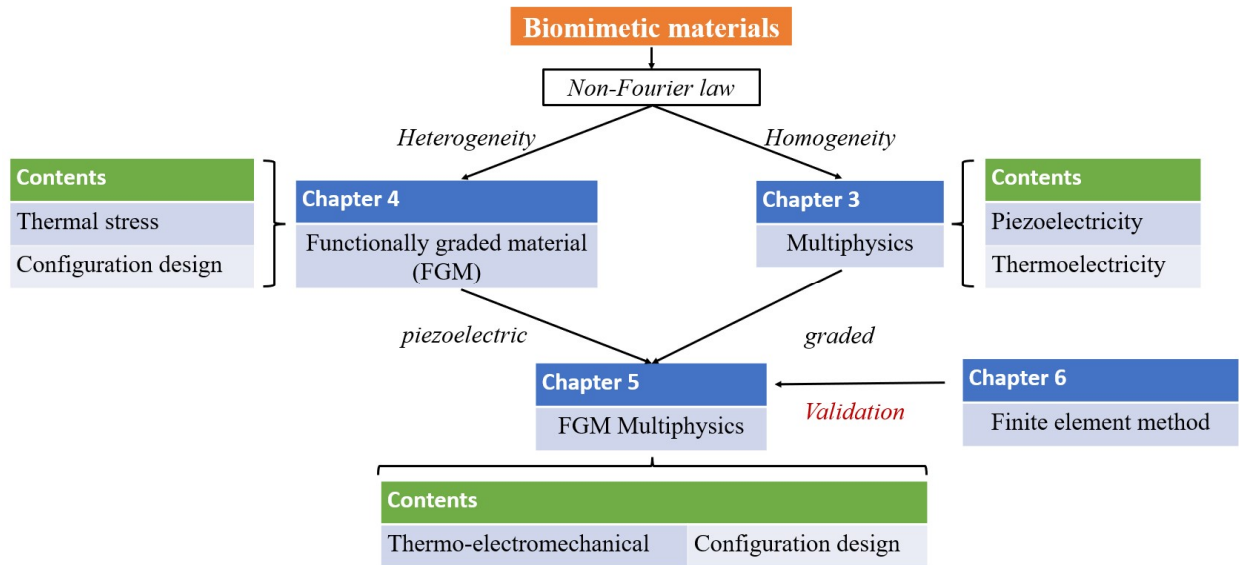 Biomimetic materials
Non-Fourier law
Heterogeneity
Homogeneity
Contents
Thermal stress
Configuration design
Chapter 4
Functionally graded material
(FGM)
Chapter 3
Multiphysics
Contents
Piezoelectricity
Thermoelectricity
piezoelectric
graded
Chapter 5
FGM Multiphysics
Validation
Chapter 6
Finite element method
Contents
Thermo-electromechanical
Configuration design